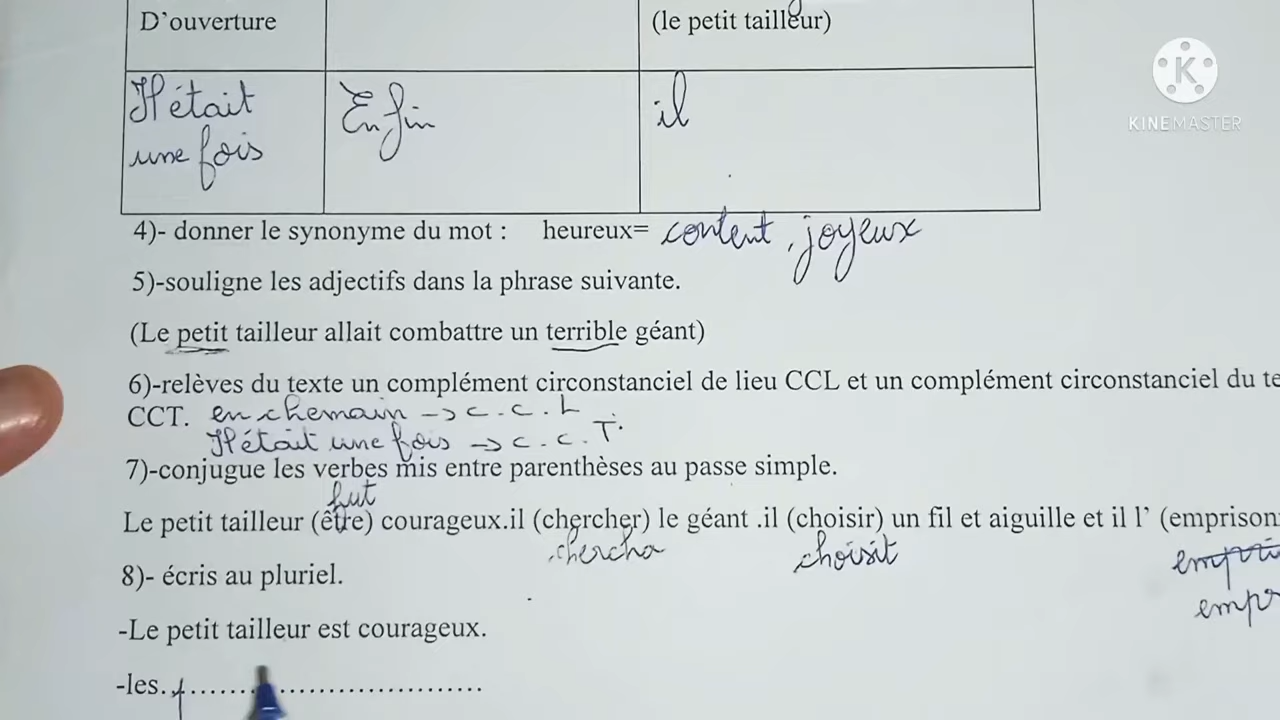 D'ouverture (le petit tailleur)
Il était Enfin il
une fois
KINEMASTER
4)- donner le synonyme du mot : heureux= content, joyeux
5)-souligne les adjectifs dans la phrase suivante.
(Le petit tailleur allait combattre un terrible géant)
6)-relèves du texte un complément circonstanciel de lieu CCL et un complément circonstanciel du te
CCT. en chemain -> c.c.L
Il était une fois -> c.c.T.
7)-conjugue les verbes mis entre parenthèses au passe simple.
fut
Le petit tailleur (être) courageux.il (chercher) le géant .il (choisir) un fil et aiguille et il l' (emprison
chercha choisit
empr
8)- écris au pluriel.
-Le petit tailleur est courageux.
-les..............................